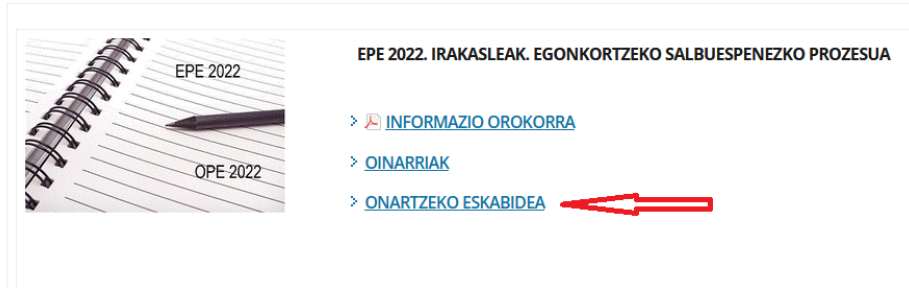 EPE 2022
OPE 2022
EPE 2022. IRAKASLEAK. EGONKORTZEKO SALBUESPENEZKO PROZESUA
INFORMAZIO OROKORRA
OINARRIAK
ONARTZEKO ESKABIDEA